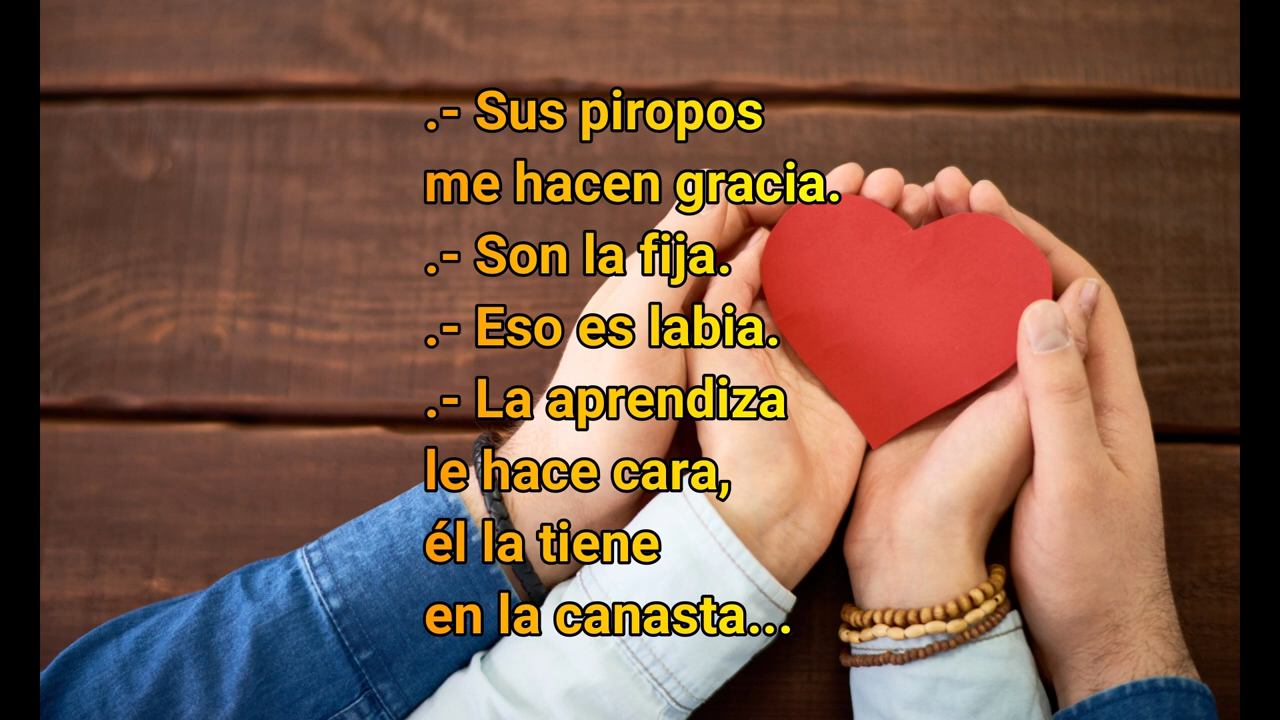 .- Sus piropos
me hacen gracia.
.- Son la fija.
.- Eso es labia.
.- La aprendiza
le hace cara,
él la tiene
en la canasta...